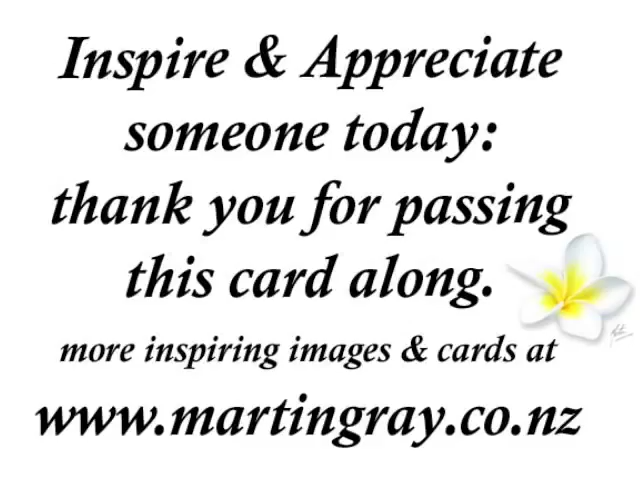 Inspire & Appreciate
someone today:
thank you for passing
this card along.
more inspiring images & cards at
www.martingray.co.nz